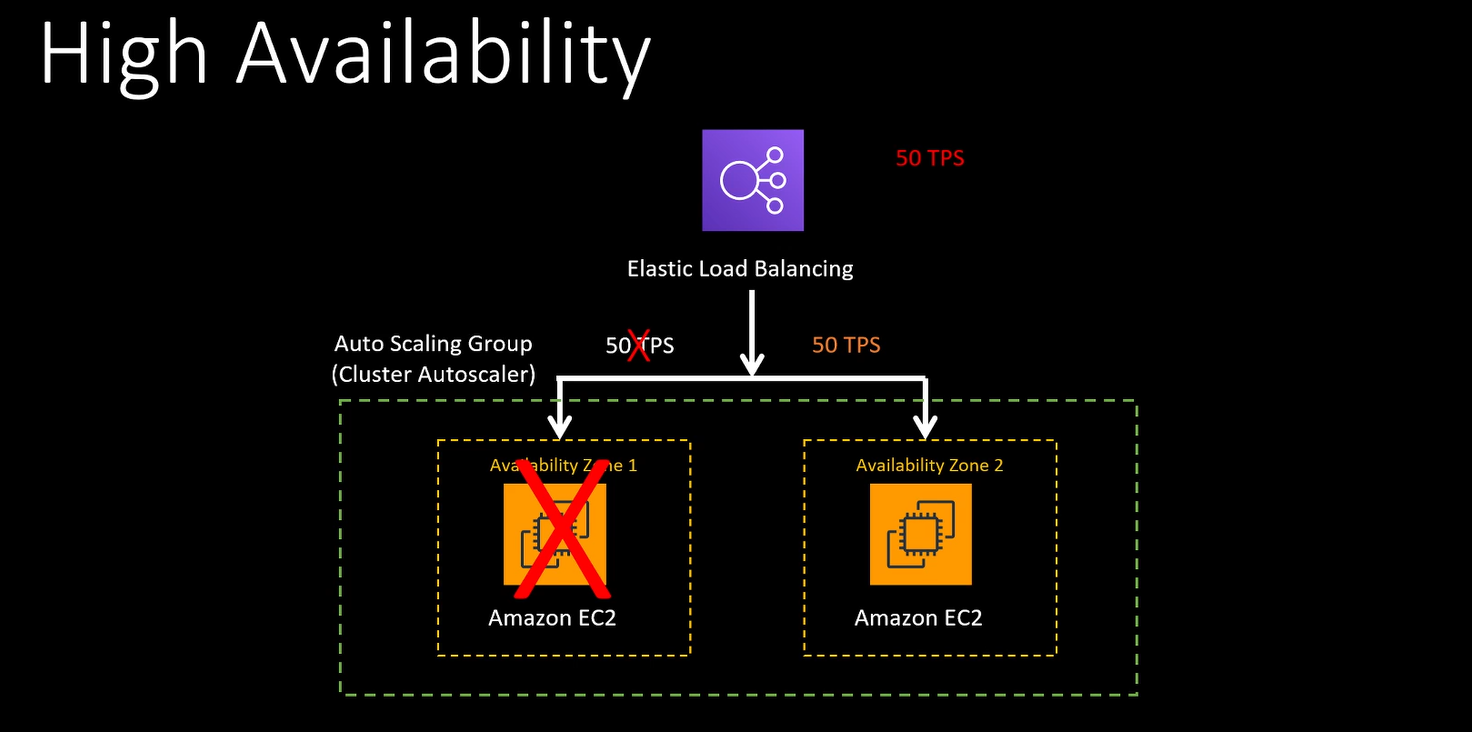 High Availability
50 TPS
Elastic Load Balancing
Auto Scaling Group
(Cluster Autoscaler)
50 TPS
50 TPS
Availability Zone 1
Availability Zone 2
Amazon EC2
Amazon EC2